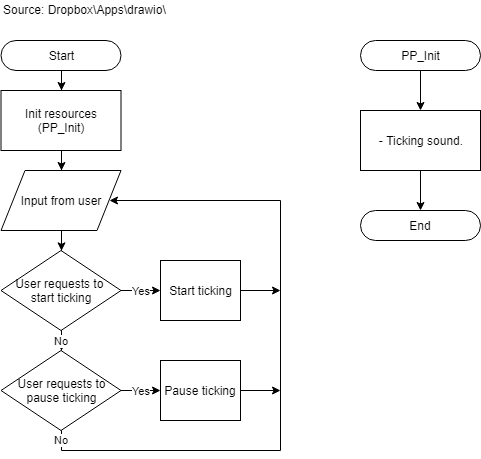 Source: Dropbox\Apps\drawio\
Start
Init resources
(PP_Init)
Input from user
User requests to
start ticking
Yes
Start ticking
No
User requests to
pause ticking
Yes
Pause ticking
No
PP_Init
- Ticking sound.
End